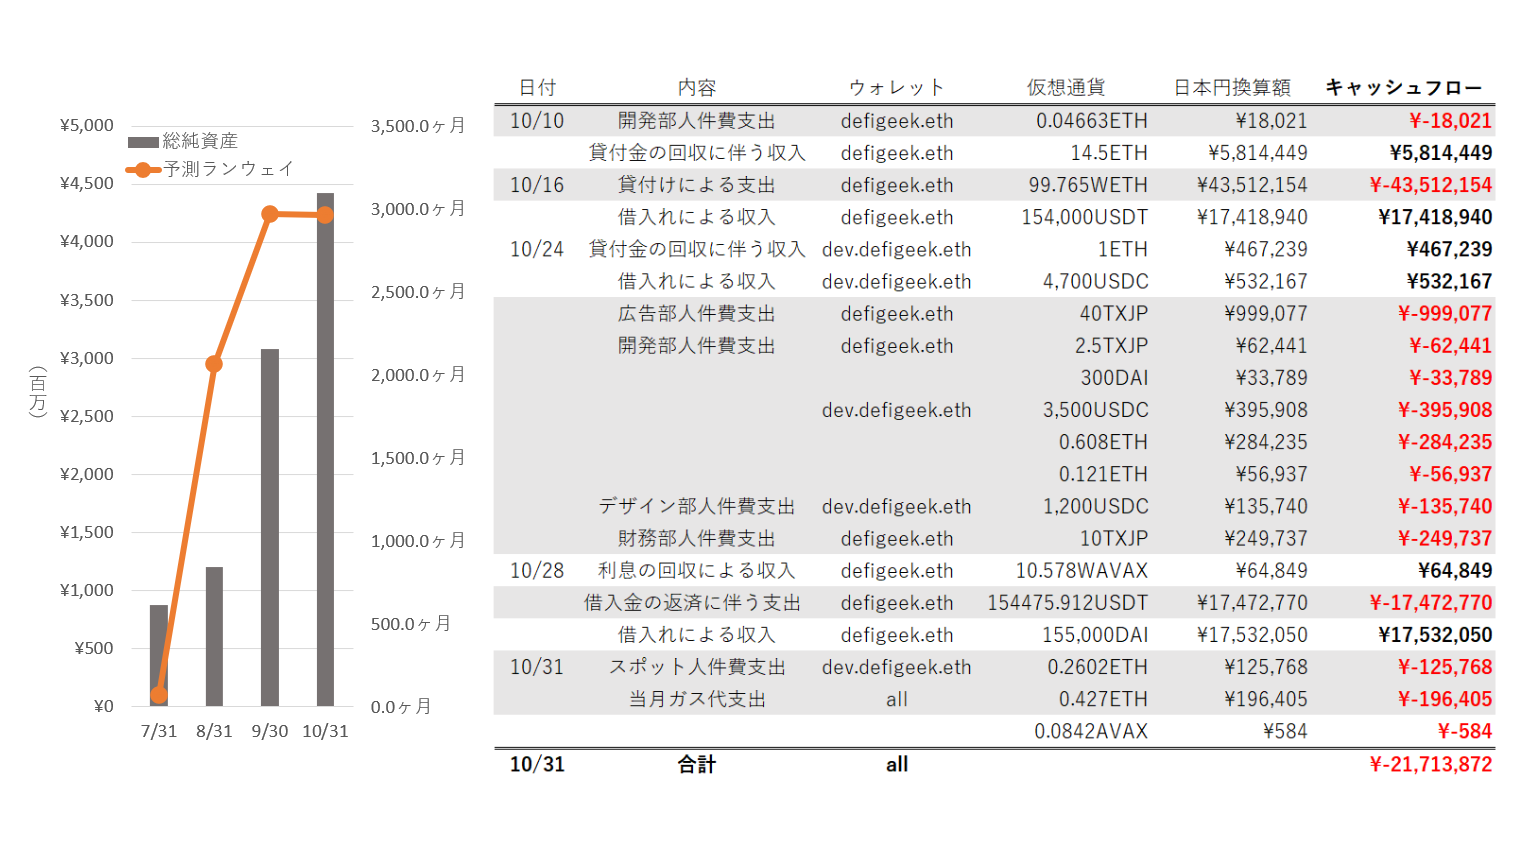 ¥5,000
¥4,500
¥4,000
¥3,500
¥3,000
¥2,500
¥2,000
¥1,500
¥1,000
¥500
¥0
(百万)
総純資産
予測ランウェイ
3,500.0ヶ月
3,000.0ヶ月
2,500.0ヶ月
2,000.0ヶ月
1,500.0ヶ月
1,000.0ヶ月
500.0ヶ月
0.0ヶ月
7/31 8/31 9/30 10/31
日付 内容 ウォレット 仮想通貨 日本円換算額 キャッシュフロー
10/10 開発部人件費支出 defigeek.eth 0.04663ETH ¥18,021 ¥-18,021
貸付金の回収に伴う収入 defigeek.eth 14.5ETH ¥5,814,449 ¥5,814,449
10/16 貸付けによる支出 defigeek.eth 99.765WETH ¥43,512,154 ¥-43,512,154
借入れによる収入 defigeek.eth 154,000USDT ¥17,418,940 ¥17,418,940
10/24 貸付金の回収に伴う収入 dev.defigeek.eth 1ETH ¥467,239 ¥467,239
借入れによる収入 dev.defigeek.eth 4,700USDC ¥532,167 ¥532,167
広告部人件費支出 defigeek.eth 40TXJP ¥999,077 ¥-999,077
開発部人件費支出 defigeek.eth 2.5TXJP ¥62,441 ¥-62,441
300DAI ¥33,789 ¥-33,789
dev.defigeek.eth 3,500USDC ¥395,908 ¥-395,908
0.608ETH ¥284,235 ¥-284,235
0.121ETH ¥56,937 ¥-56,937
デザイン部人件費支出 dev.defigeek.eth 1,200USDC ¥135,740 ¥-135,740
財務部人件費支出 defigeek.eth 10TXJP ¥249,737 ¥-249,737
10/28 利息の回収による収入 defigeek.eth 10.578WAVAX ¥64,849 ¥64,849
借入金の返済に伴う支出 defigeek.eth 154475.912USDT ¥17,472,770 ¥-17,472,770
借入れによる収入 defigeek.eth 155,000DAI ¥17,532,050 ¥17,532,050
10/31 スポット人件費支出 dev.defigeek.eth 0.2602ETH ¥125,768 ¥-125,768
当月ガス代支出 all 0.427ETH ¥196,405 ¥-196,405
0.0842AVAX ¥584 ¥-584
10/31 合計 all ¥-21,713,872